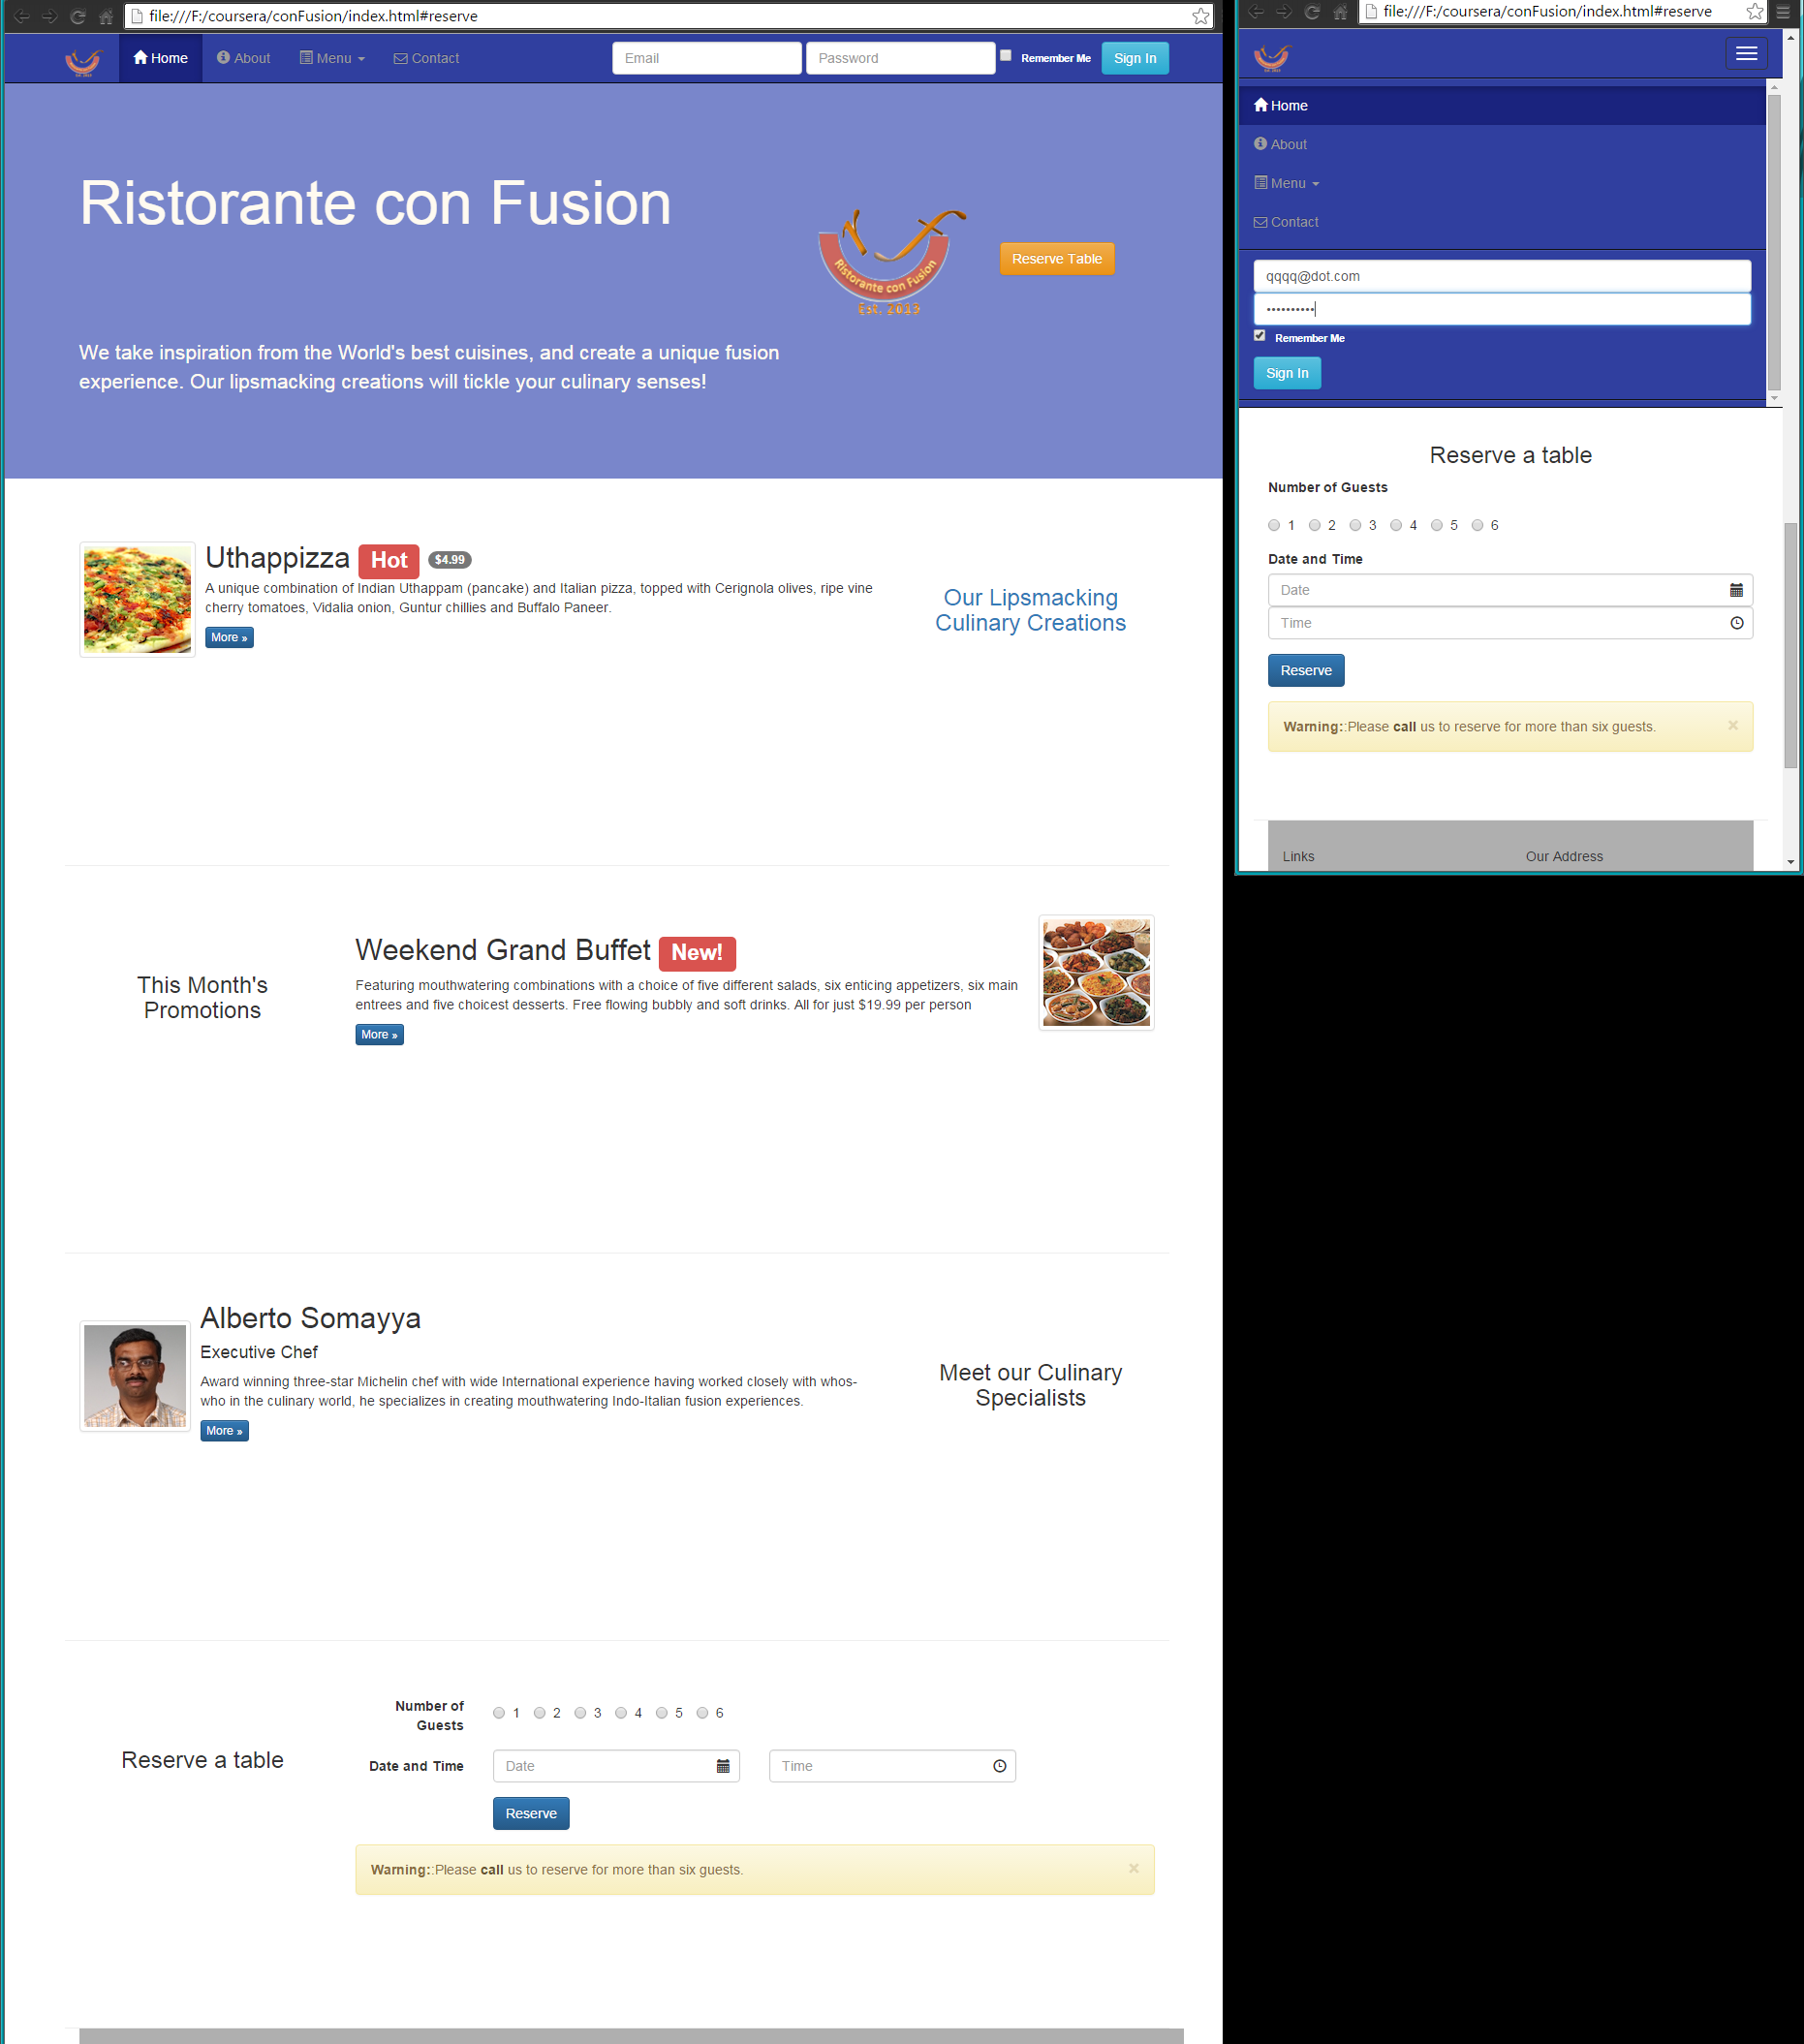 file:///F:/coursera/conFusion/index.html#reserve
Home About Menu Contact Email Password Remember Me Sign In
Ristorante con Fusion
Ristorante con Fusion
Est. 2013
Reserve Table
We take inspiration from the World's best cuisines, and create a unique fusion
experience. Our lipsmacking creations will tickle your culinary senses!
Uthappizza Hot $4.99
A unique combination of Indian Uthappam (pancake) and Italian pizza, topped with Cerignola olives, ripe vine
cherry tomatoes, Vidalia onion, Guntur chillies and Buffalo Paneer.
More »
Our Lipsmacking
Culinary Creations
This Month's
Promotions
Weekend Grand Buffet New!
Featuring mouthwatering combinations with a choice of five different salads, six enticing appetizers, six main
entrees and five choicest desserts. Free flowing bubbly and soft drinks. All for just $19.99 per person
More »
Alberto Somayya
Executive Chef
Award winning three-star Michelin chef with wide International experience having worked closely with whos-
who in the culinary world, he specializes in creating mouthwatering Indo-Italian fusion experiences.
More »
Meet our Culinary
Specialists
Reserve a table
Number of
Guests
1 2 3 4 5 6
Date and Time Date Time
Reserve
Warning::Please call us to reserve for more than six guests. ×
file:///F:/coursera/conFusion/index.html#reserve
Home
About
Menu
Contact
qqqq@dot.com
••••••••••
Remember Me
Sign In
Reserve a table
Number of Guests
1 2 3 4 5 6
Date and Time
Date
Time
Reserve
Warning::Please call us to reserve for more than six guests. ×
Links Our Address